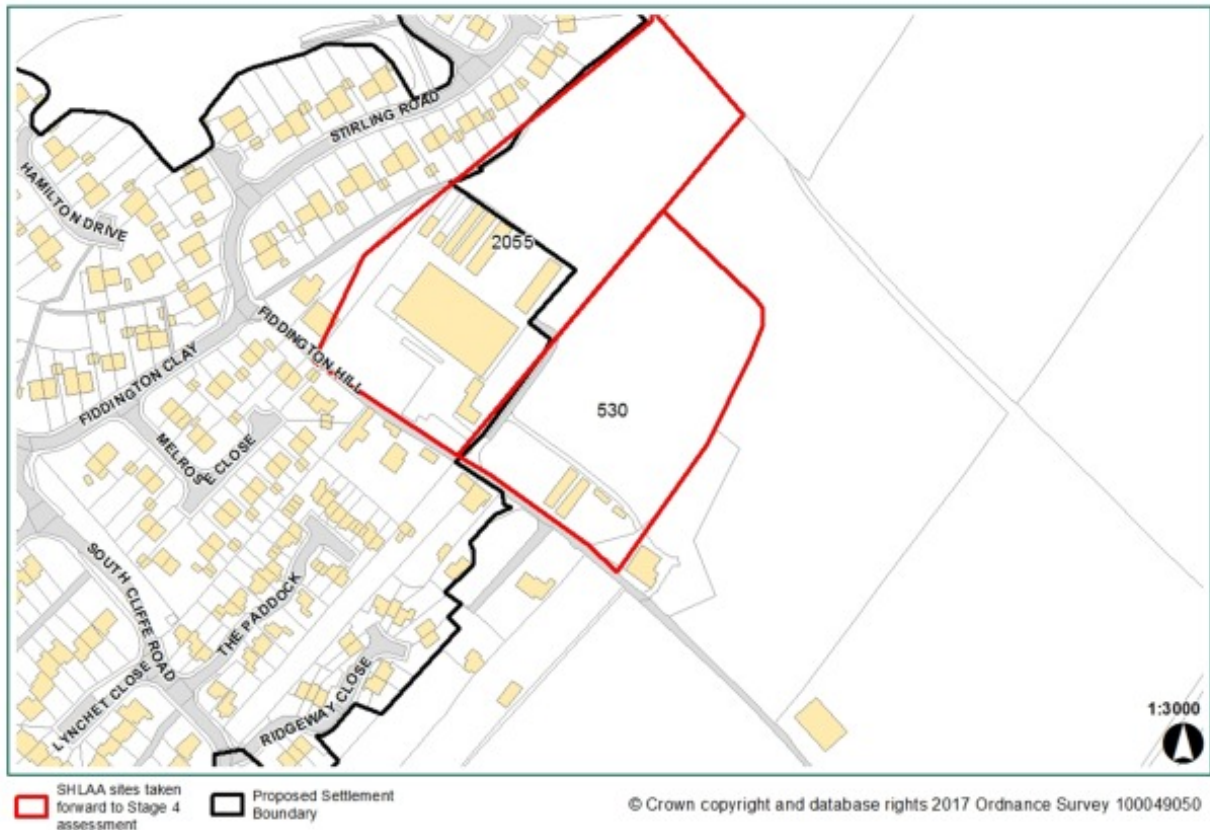 STIRLING ROAD
HAMILTON DRIVE
2055
FIDDINGTON HILL
FIDDINGTON CLAY
530
MELROSE CLOSE
SOUTH CLIFFE ROAD
THE PADDOCK
LYNCHET CLOSE
RIDGEWAY CLOSE
1:3000
SHLAA sites taken
forward to Stage 4
assessment
Proposed Settlement
Boundary
© Crown copyright and database rights 2017 Ordnance Survey 100049050